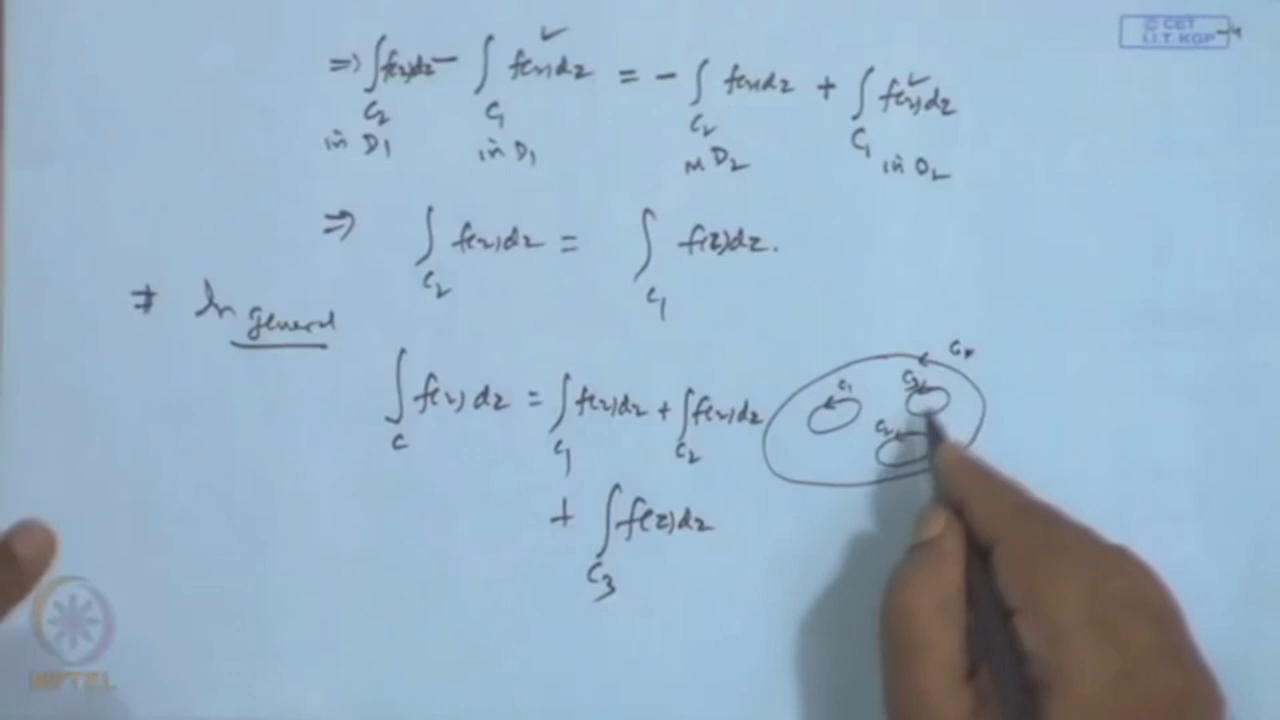 © CET
I.I.T. KGP
⇒ ∫ f(z)dz − ∫ f(z)dz = − ∫ f(z)dz + ∫ f(z)dz
C₂ C₁ C₂ C₁
in D₁ in D₁ in D₂ in D₂
⇒ ∫ f(z)dz = ∫ f(z)dz.
C₂ C₁
⇒ In general
∫ f(z)dz = ∫ f(z)dz + ∫ f(z)dz
C C₁ C₂
+ ∫ f(z)dz
C₃
C₁ C₃
C₂
NPTEL